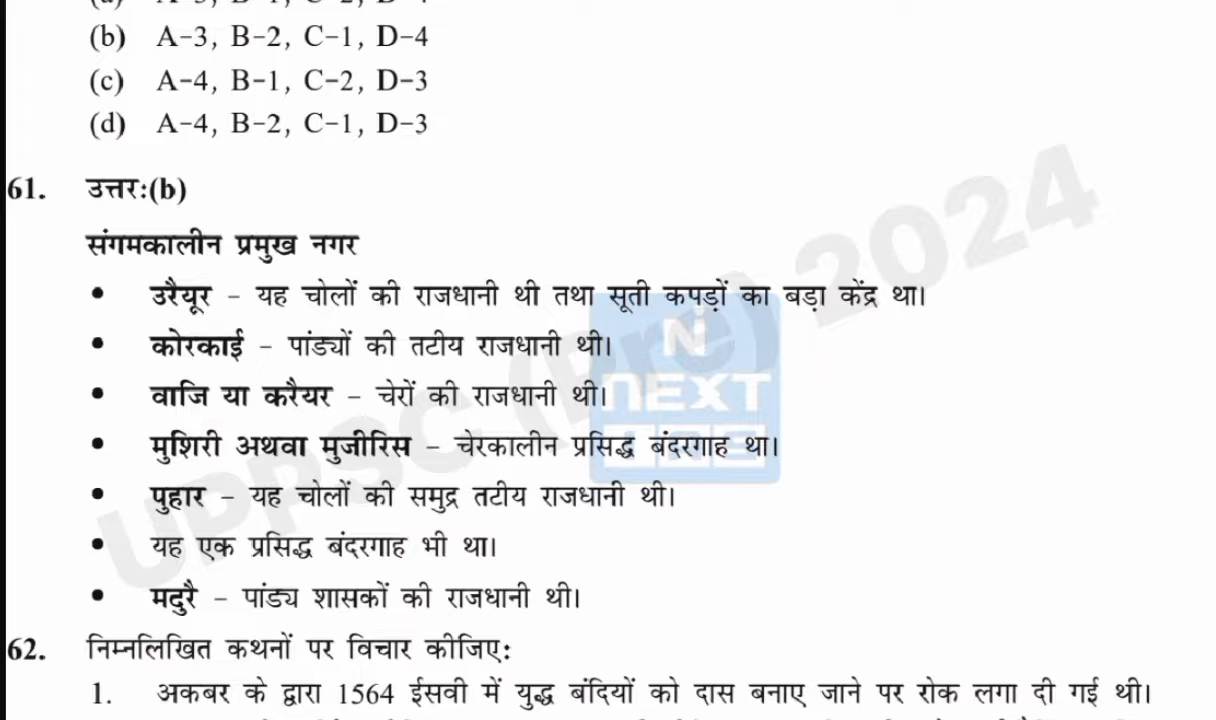 (b) A-3, B-2, C-1, D-4
(c) A-4, B-1, C-2, D-3
(d) A-4, B-2, C-1, D-3
61. उत्तर:(b)
संगमकालीन प्रमुख नगर
• उरैयूर - यह चोलों की राजधानी थी तथा सूती कपड़ों का बड़ा केंद्र था।
• कोरकाई - पांड्यों की तटीय राजधानी थी।
• वाजि या करैयर - चेरों की राजधानी थी।
• मुशिरी अथवा मुजीरिस - चेरकालीन प्रसिद्ध बंदरगाह था।
• पुहार - यह चोलों की समुद्र तटीय राजधानी थी।
• यह एक प्रसिद्ध बंदरगाह भी था।
• मदुरै - पांड्य शासकों की राजधानी थी।
62. निम्नलिखित कथनों पर विचार कीजिए:
1. अकबर के द्वारा 1564 ईसवी में युद्ध बंदियों को दास बनाए जाने पर रोक लगा दी गई थी।
UPPSC (Pre) 2024
N
NEXT
IAS